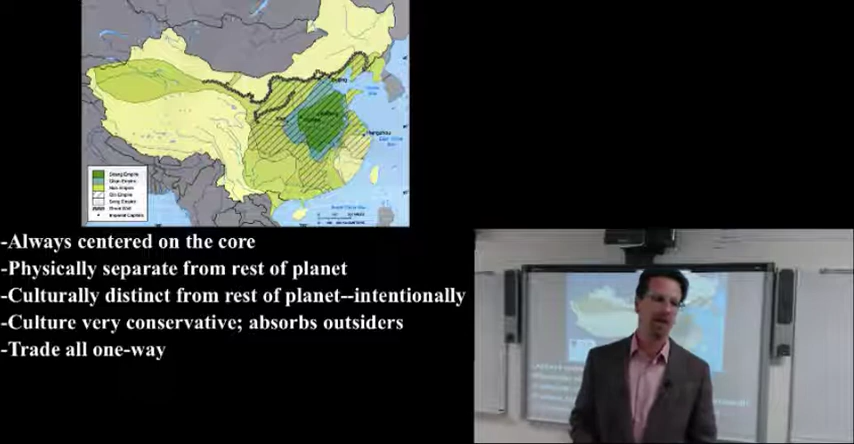 Beijing
Hangzhou
Shang Empire
Han Empire
Qin Empire
Song Empire
Great Wall
Imperial Capitals
-Always centered on the core
-Physically separate from rest of planet
-Culturally distinct from rest of planet--intentionally
-Culture very conservative; absorbs outsiders
-Trade all one-way